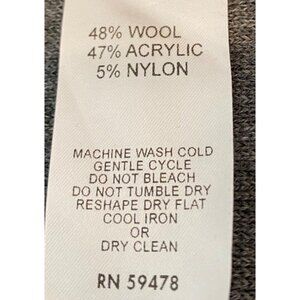 48% WOOL
47% ACRYLIC
5% NYLON
MACHINE WASH COLD
GENTLE CYCLE
DO NOT BLEACH
DO NOT TUMBLE DRY
RESHAPE DRY FLAT
COOL IRON
OR
DRY CLEAN
RN 59478